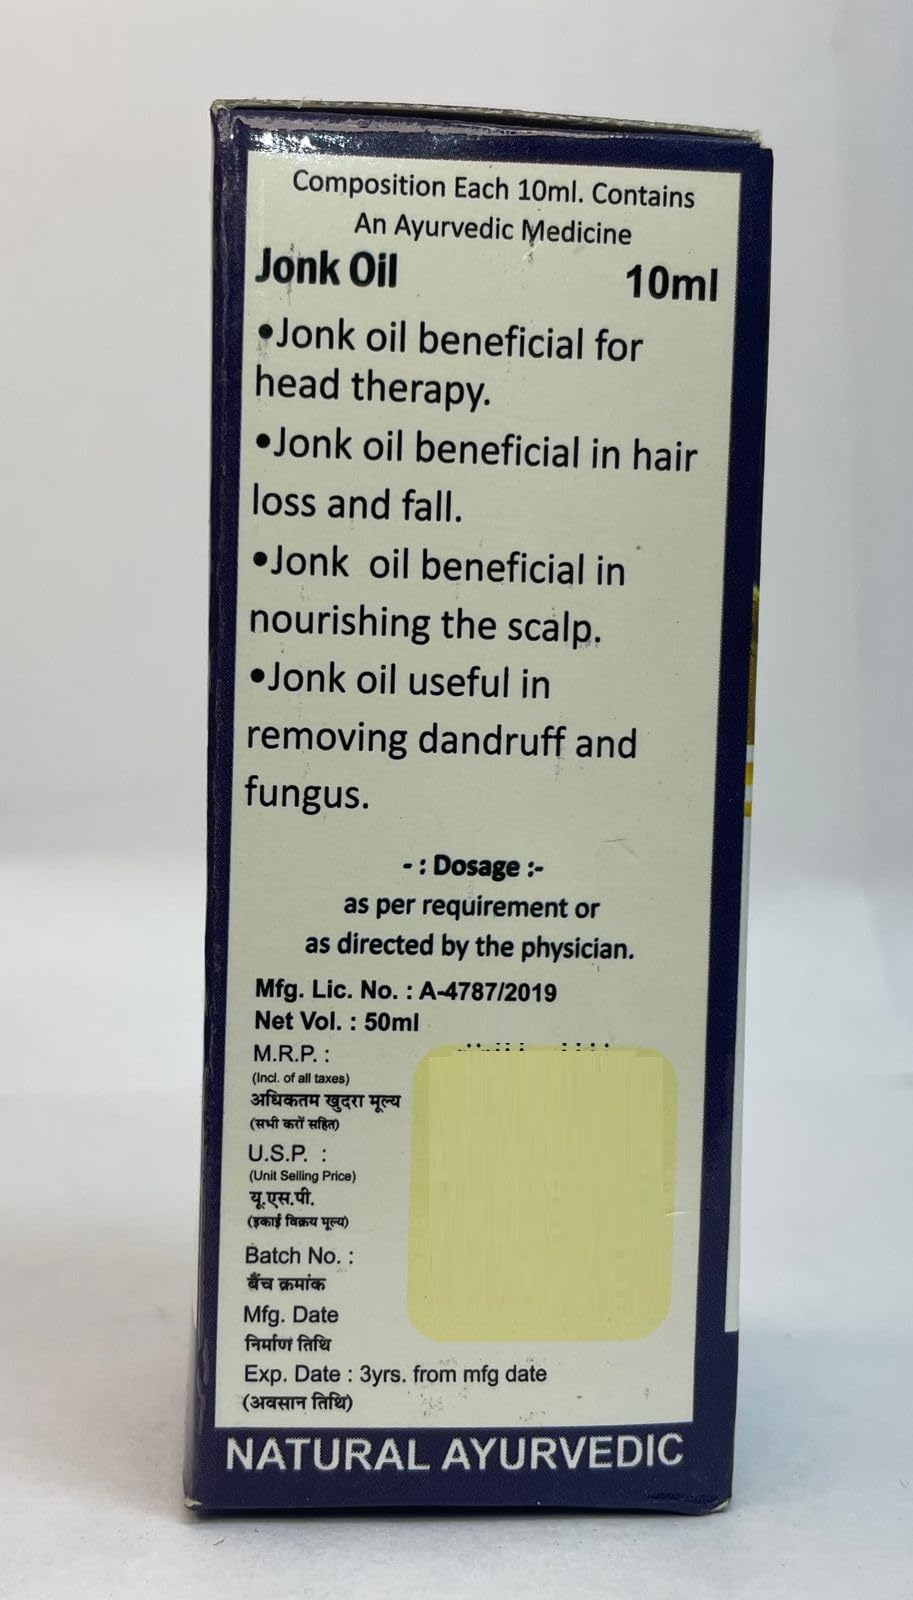 Composition Each 10ml. Contains
An Ayurvedic Medicine
Jonk Oil 10ml
•Jonk oil beneficial for
head therapy.
•Jonk oil beneficial in hair
loss and fall.
•Jonk oil beneficial in
nourishing the scalp.
•Jonk oil useful in
removing dandruff and
fungus.
- : Dosage :-
as per requirement or
as directed by the physician.
Mfg. Lic. No. : A-4787/2019
Net Vol. : 50ml
M.R.P. :
(Incl. of all taxes)
अधिकतम खुदरा मूल्य
(सभी करों सहित)
U.S.P. :
(Unit Selling Price)
यू.एस.पी.
(इकाई विक्रय मूल्य)
Batch No. :
बैंच क्रमांक
Mfg. Date
निर्माण तिथि
Exp. Date : 3yrs. from mfg date
(अवसान तिथि)
NATURAL AYURVEDIC